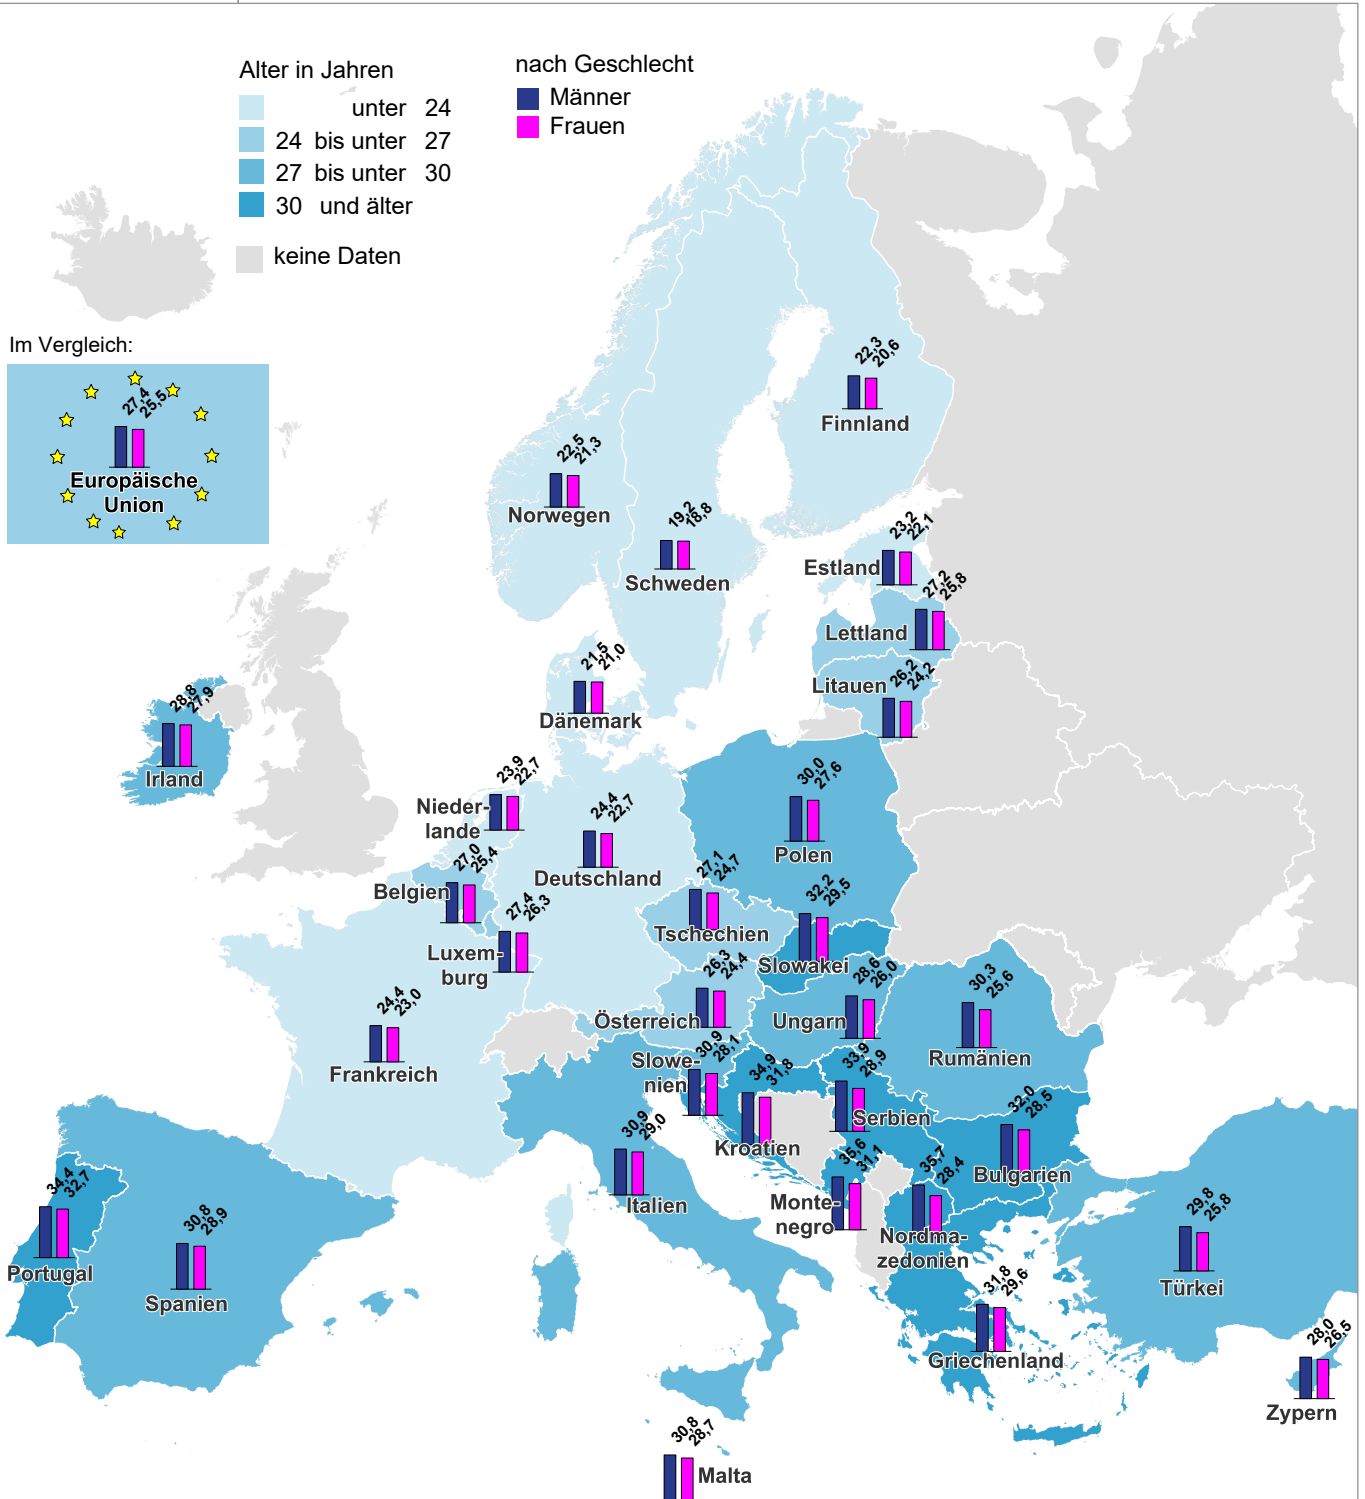 Alter in Jahren
unter 24
24 bis unter 27
27 bis unter 30
30 und älter
keine Daten
nach Geschlecht
Männer
Frauen
Im Vergleich:
27,4
25,5
Europäische
Union
22,3
20,6
Finnland
22,5
21,3
Norwegen
19,2
18,8
Schweden
23,2
22,1
Estland
27,2
25,8
Lettland
26,2
24,2
Litauen
21,5
21,0
Dänemark
28,8
27,9
Irland
23,9
22,7
Nieder-
lande
24,4
22,7
Deutschland
30,0
27,6
Polen
27,0
25,4
Belgien
27,4
26,3
Luxem-
burg
27,1
24,7
Tschechien
32,2
29,5
Slowakei
26,3
24,4
Österreich
28,6
26,0
Ungarn
30,3
25,6
Rumänien
24,4
23,0
Frankreich
30,9
28,1
Slowe-
nien
34,9
31,8
Kroatien
33,9
28,9
Serbien
32,0
28,5
Bulgarien
30,9
29,0
Italien
35,6
31,1
Monte-
negro
35,7
28,4
Nordma-
zedonien
34,4
32,7
Portugal
30,8
28,9
Spanien
29,8
25,8
Türkei
31,8
29,6
Griechenland
28,0
26,5
Zypern
30,8
28,7
Malta